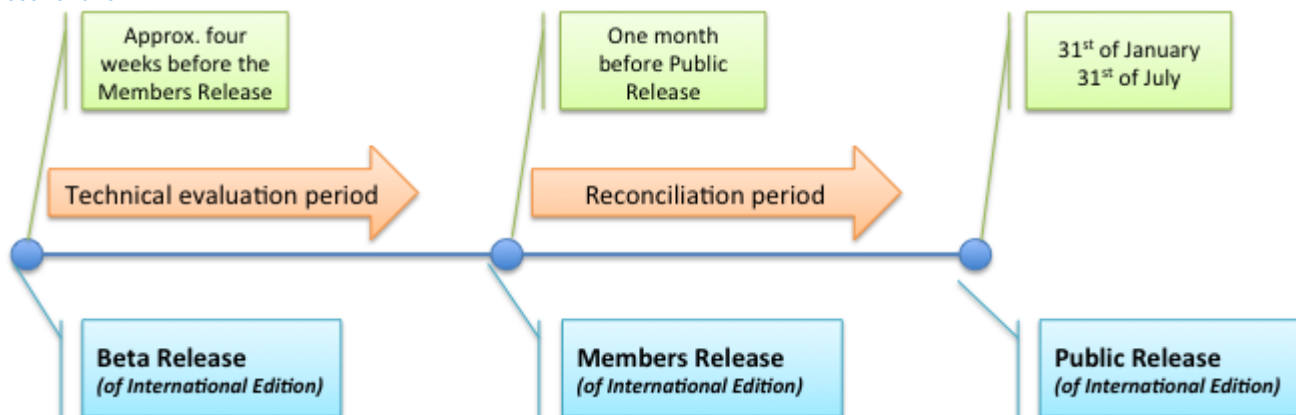 Approx. four
weeks before the
Members Release
One month
before Public
Release
31st of January
31st of July
Technical evaluation period
Reconciliation period
Beta Release
(of International Edition)
Members Release
(of International Edition)
Public Release
(of International Edition)